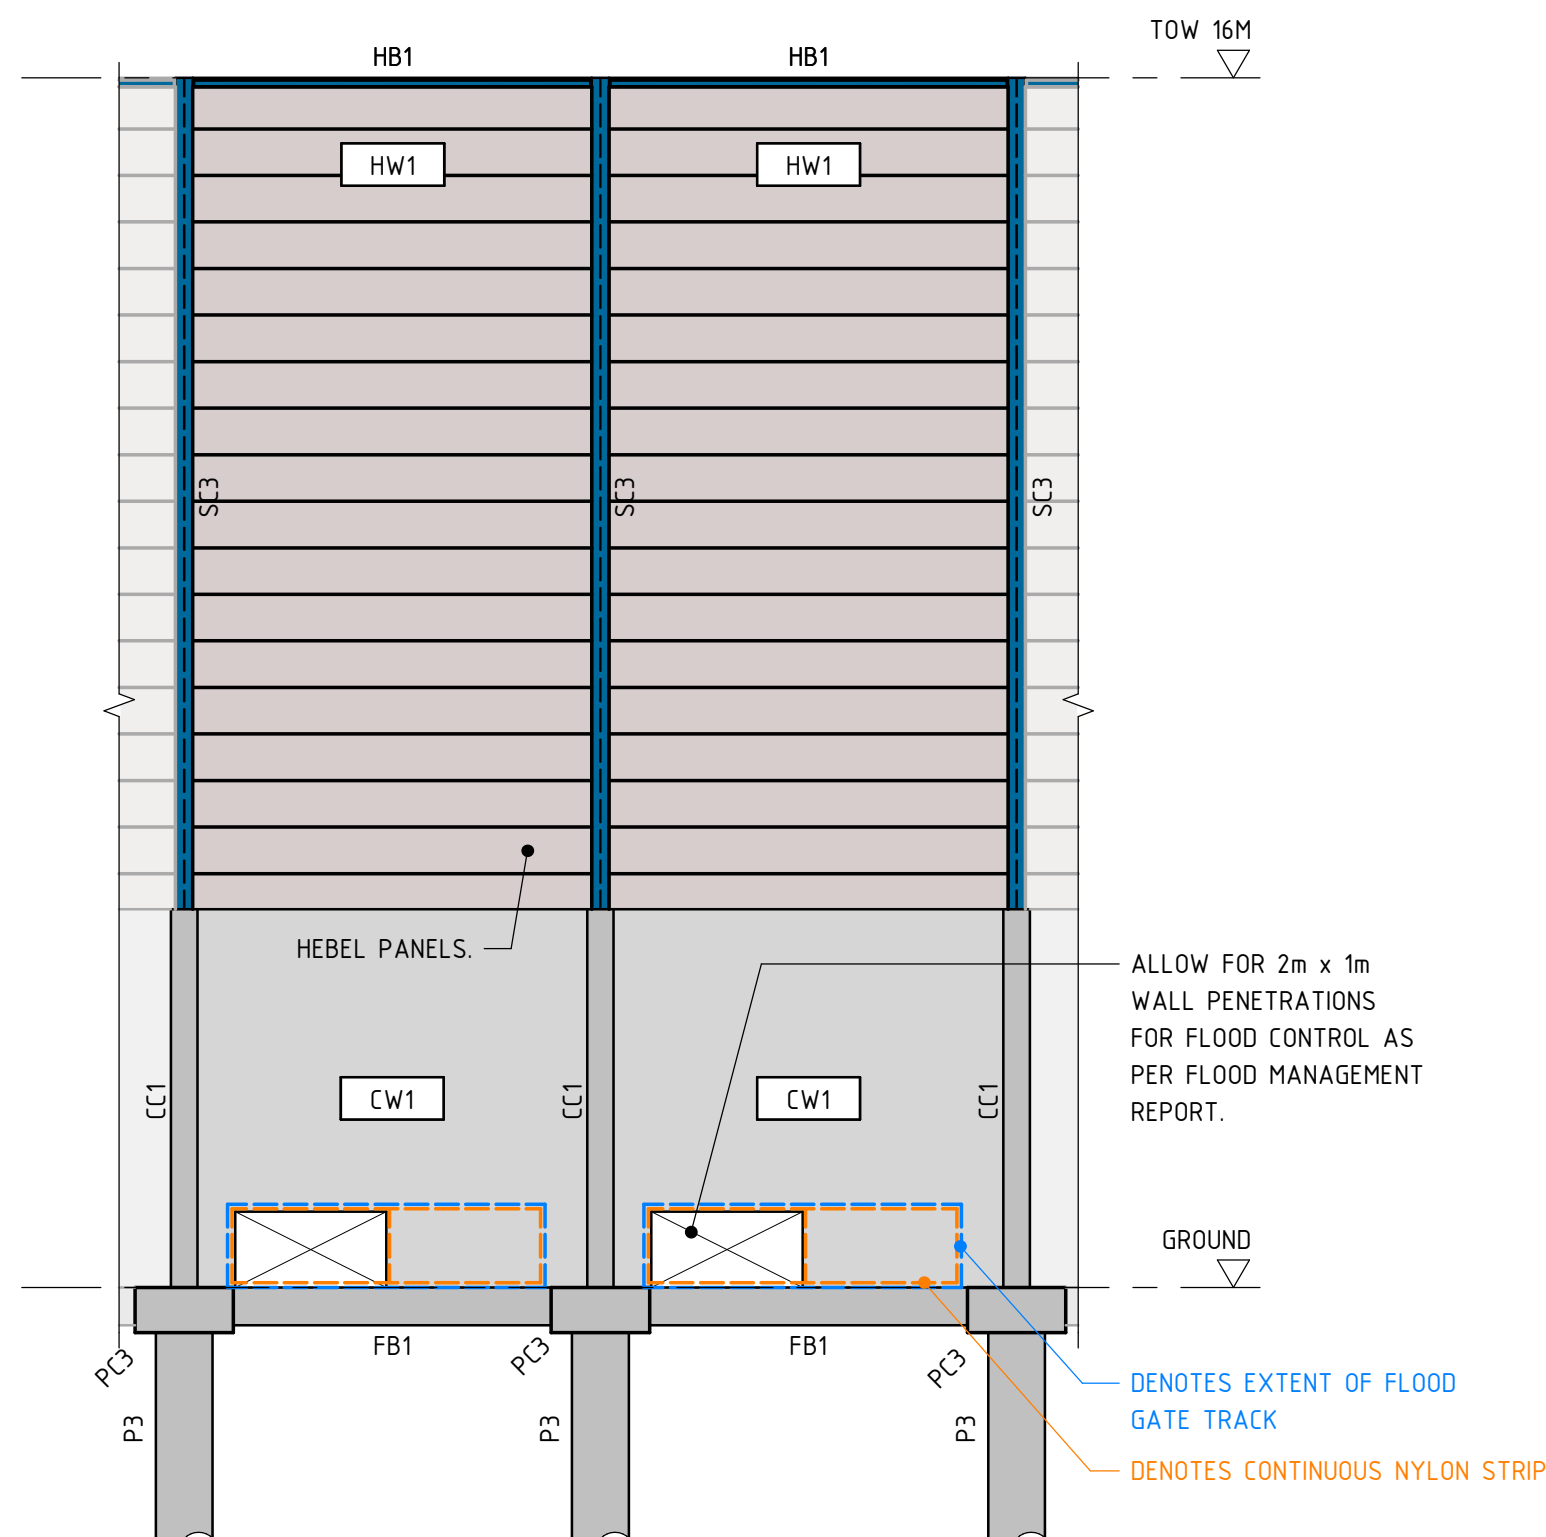 TOW 16M
HB1
HB1
HW1
HW1
SC3
SC3
SC3
HEBEL PANELS.
ALLOW FOR 2m x 1m
WALL PENETRATIONS
FOR FLOOD CONTROL AS
PER FLOOD MANAGEMENT
REPORT.
CC1
CW1
CC1
CW1
CC1
GROUND
PC3
FB1
PC3
FB1
PC3
DENOTES EXTENT OF FLOOD
GATE TRACK
P3
P3
P3
DENOTES CONTINUOUS NYLON STRIP